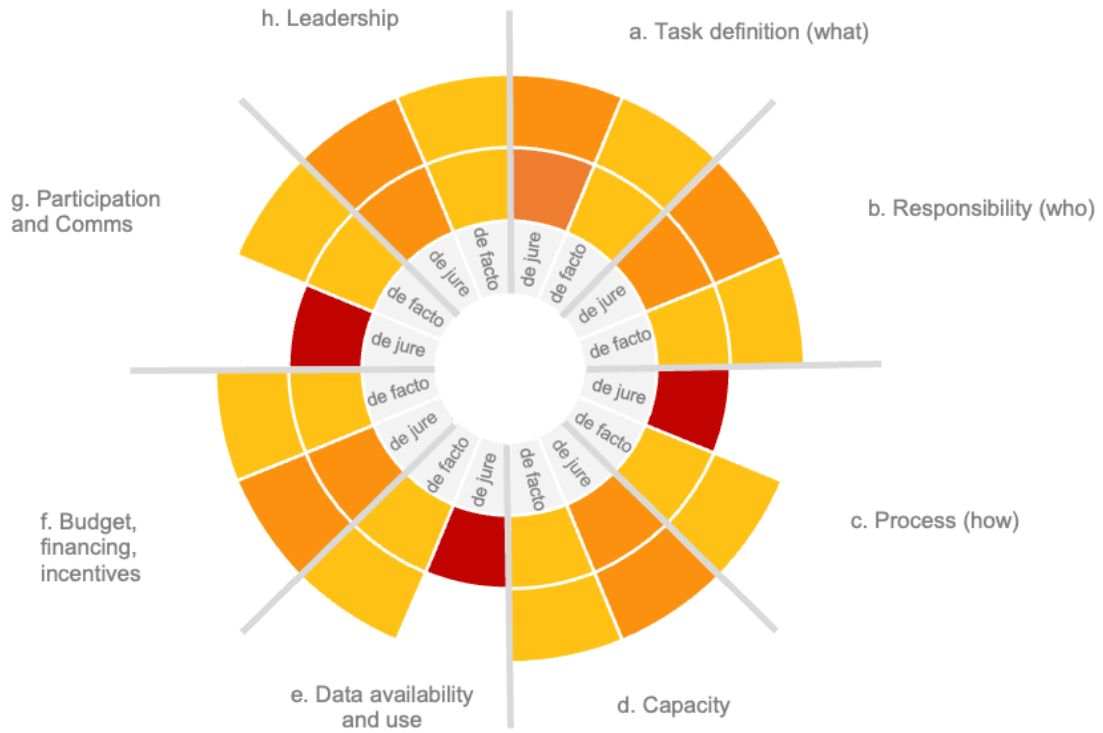 h. Leadership
a. Task definition (what)
g. Participation
and Comms
b. Responsibility (who)
de jure
de facto
de jure
de facto
de jure
de facto
de jure
de facto
de jure
de facto
de jure
de facto
de jure
de facto
de jure
de facto
f. Budget,
financing,
incentives
c. Process (how)
e. Data availability
and use
d. Capacity